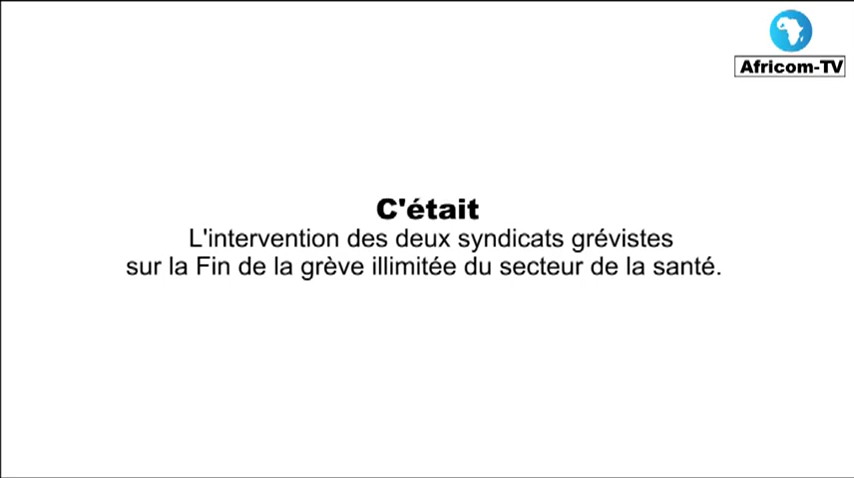 Africom-TV
C'était
L'intervention des deux syndicats grévistes
sur la Fin de la grève illimitée du secteur de la santé.